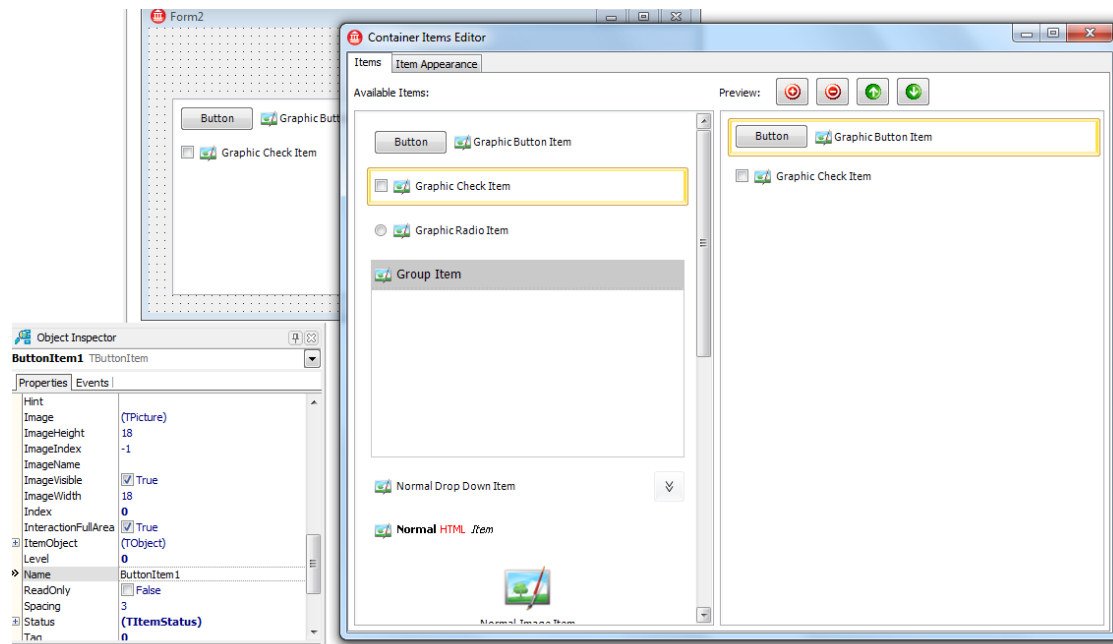 Form2
Button Graphic Butt
Graphic Check Item
Container Items Editor
Items Item Appearance
Available Items:
Preview:
Button Graphic Button Item
Graphic Check Item
Graphic Radio Item
Group Item
Normal Drop Down Item
Normal HTML Item
Normal Image Item
Button Graphic Button Item
Graphic Check Item
Object Inspector
ButtonItem1 TButtonItem
Properties Events
Hint
Image (TPicture)
ImageHeight 18
ImageIndex -1
ImageName
ImageVisible True
ImageWidth 18
Index 0
InteractionFullArea True
ItemObject (TObject)
Level 0
Name ButtonItem1
ReadOnly False
Spacing 3
Status (TItemStatus)
Tag 0